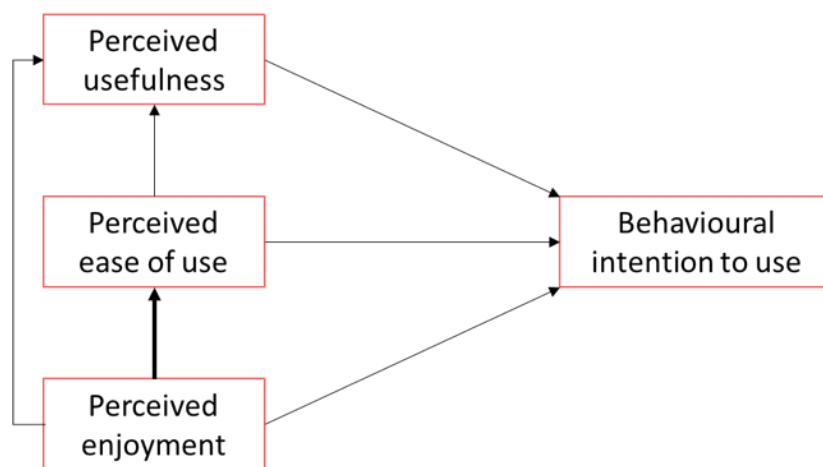 Perceived
usefulness
Perceived
ease of use
Behavioural
intention to use
Perceived
enjoyment